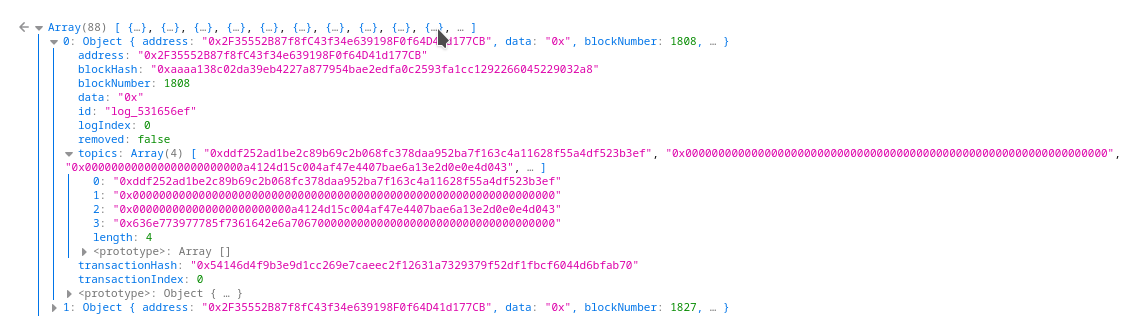 Array(88) [ {…}, {…}, {…}, {…}, {…}, {…}, {…}, {…}, {…}, {…}, … ]
0: Object { address: "0x2F35552B87f8fC43f34e639198F0f64D41d177CB", data: "0x", blockNumber: 1808, … }
address: "0x2F35552B87f8fC43f34e639198F0f64D41d177CB"
blockHash: "0xaaaa138c02da39eb4227a877954bae2edfa0c2593fa1cc1292266045229032a8"
blockNumber: 1808
data: "0x"
id: "log_531656ef"
logIndex: 0
removed: false
topics: Array(4) [ "0xddf252ad1be2c89b69c2b068fc378daa952ba7f163c4a11628f55a4df523b3ef", "0x0000000000000000000000000000000000000000000000000000000000000000",
"0x000000000000000000000000a4124d15c004af47e4407bae6a13e2d0e0e4d043", … ]
0: "0xddf252ad1be2c89b69c2b068fc378daa952ba7f163c4a11628f55a4df523b3ef"
1: "0x0000000000000000000000000000000000000000000000000000000000000000"
2: "0x000000000000000000000000a4124d15c004af47e4407bae6a13e2d0e0e4d043"
3: "0x636e773977785f7361642e6a7067000000000000000000000000000000000000"
length: 4
<prototype>: Array []
transactionHash: "0x54146d4f9b3e9d1cc269e7caeec2f12631a7329379f52df1fbcf6044d6bfab70"
transactionIndex: 0
<prototype>: Object { … }
1: Object { address: "0x2F35552B87f8fC43f34e639198F0f64D41d177CB", data: "0x", blockNumber: 1827, … }